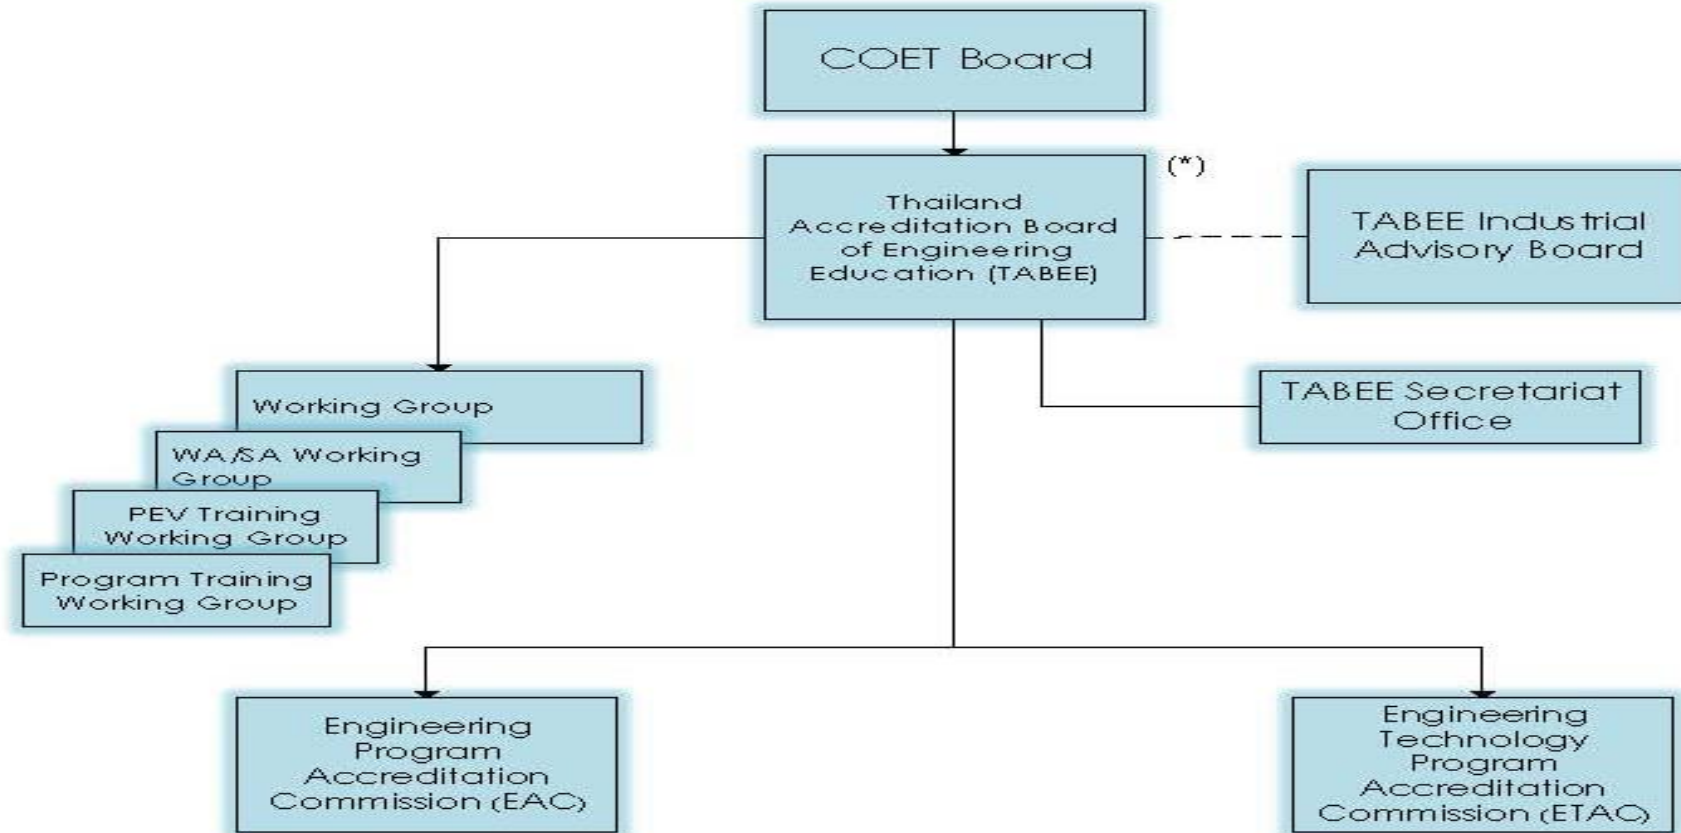 COET Board
(*)
Thailand
Accreditation Board
of Engineering
Education (TABEE)
TABEE Industrial
Advisory Board
Working Group
TABEE Secretariat
Office
WA/SA Working
Group
PEV Training
Working Group
Program Training
Working Group
Engineering
Program
Accreditation
Commission (EAC)
Engineering
Technology
Program
Accreditation
Commission (ETAC)